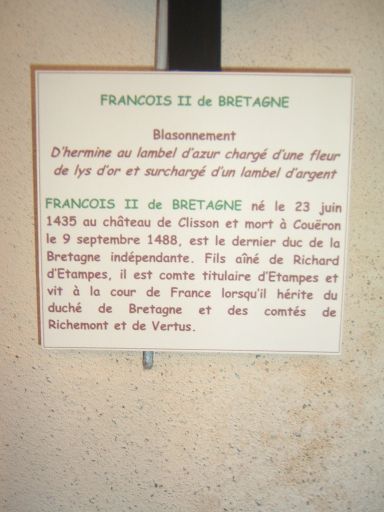 FRANCOIS II de BRETAGNE
Blasonnement
D'hermine au lambel d'azur chargé d'une fleur
de lys d'or et surchargé d'un lambel d'argent
FRANCOIS II de BRETAGNE né le 23 juin
1435 au château de Clisson et mort à Couëron
le 9 septembre 1488, est le dernier duc de la
Bretagne indépendante. Fils aîné de Richard
d'Etampes, il est comte titulaire d'Etampes et
vit à la cour de France lorsqu'il hérite du
duché de Bretagne et des comtés de
Richemont et de Vertus.